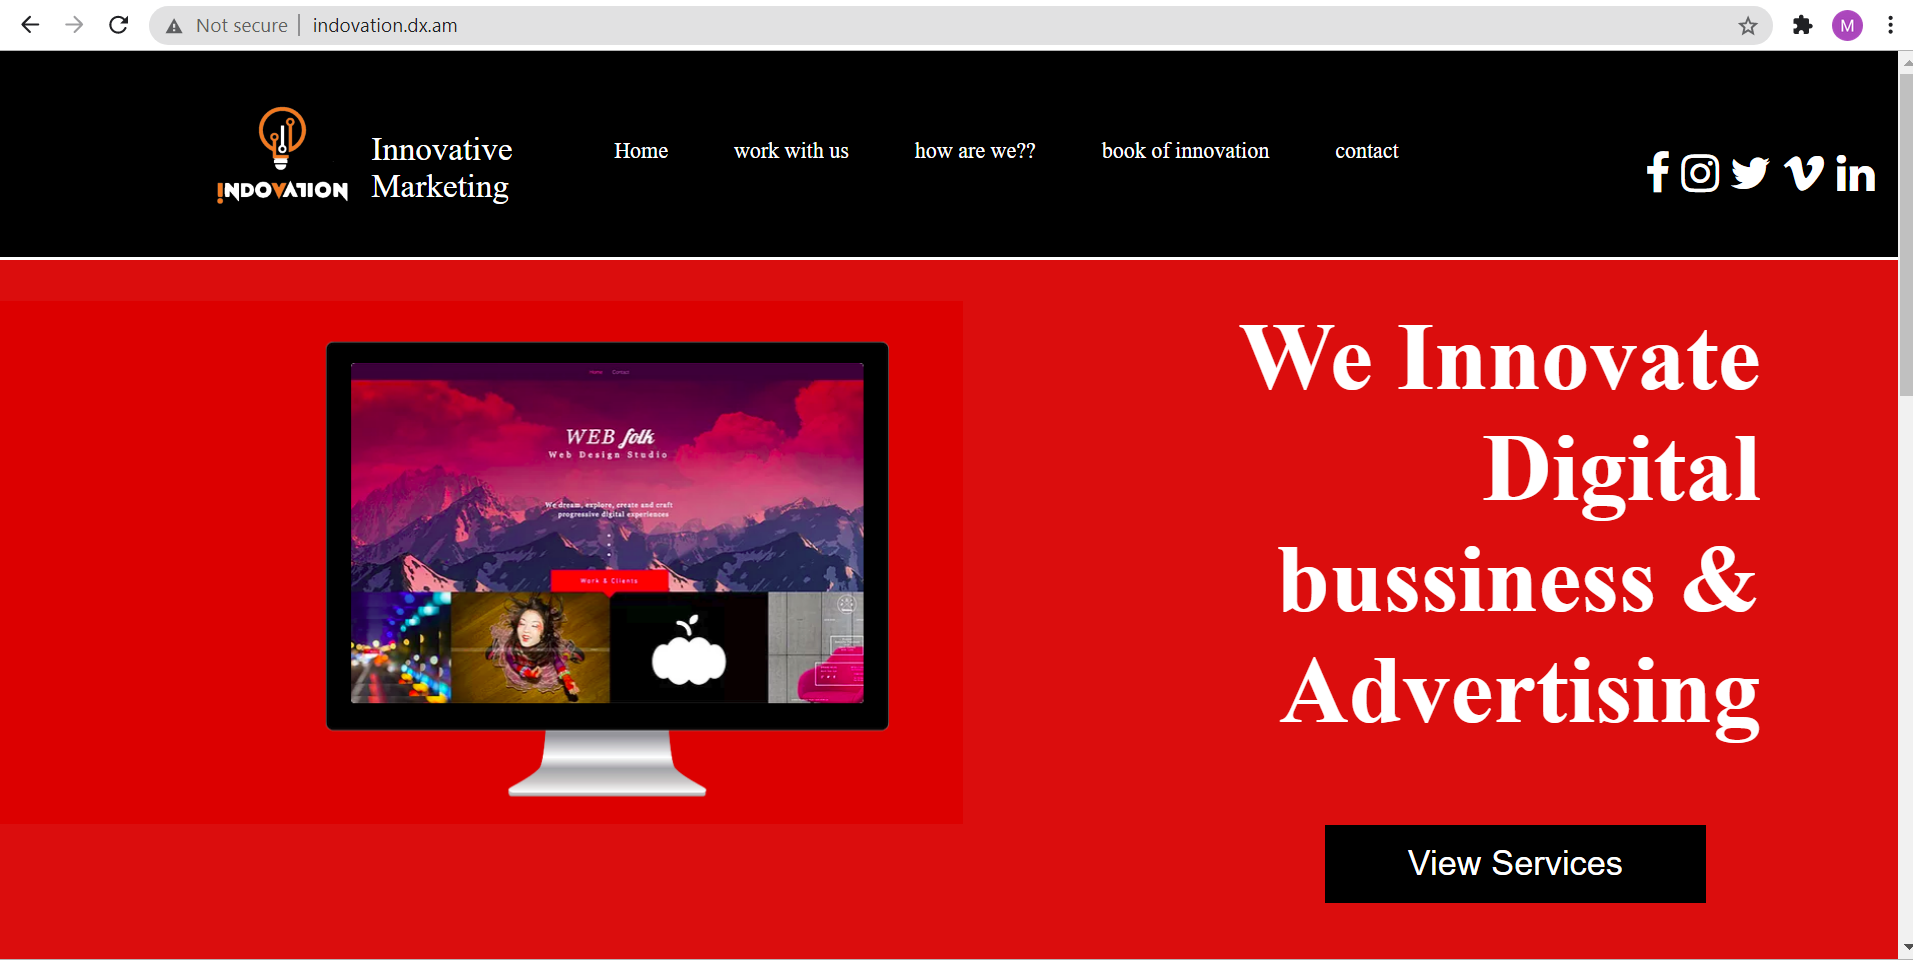 Not secure | indovation.dx.am
M
INDOVATION
Innovative
Marketing
Home work with us how are we?? book of innovation contact
We Innovate
Digital
bussiness &
Advertising
View Services
Home Contact
WEB folk
Web Design Studio
We dream, explore, create and craft
progressive digital experiences
Work & Clients